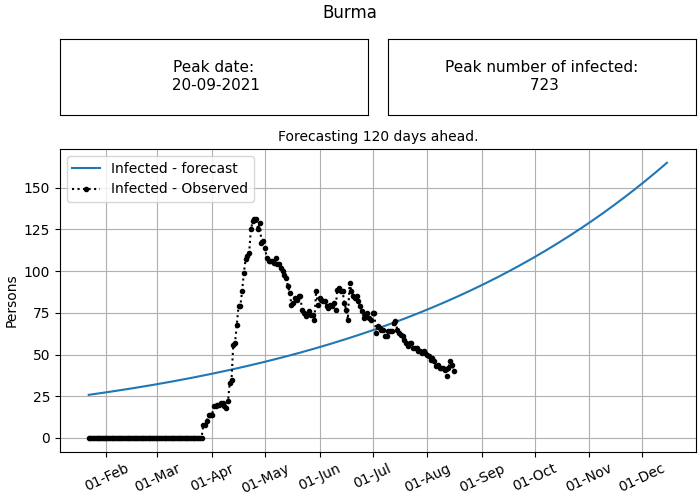 Burma
Peak date:
20-09-2021
Peak number of infected:
723
Forecasting 120 days ahead.
Infected - forecast
Infected - Observed
Persons
150
125
100
75
50
25
0
01-Feb
01-Mar
01-Apr
01-May
01-Jun
01-Jul
01-Aug
01-Sep
01-Oct
01-Nov
01-Dec